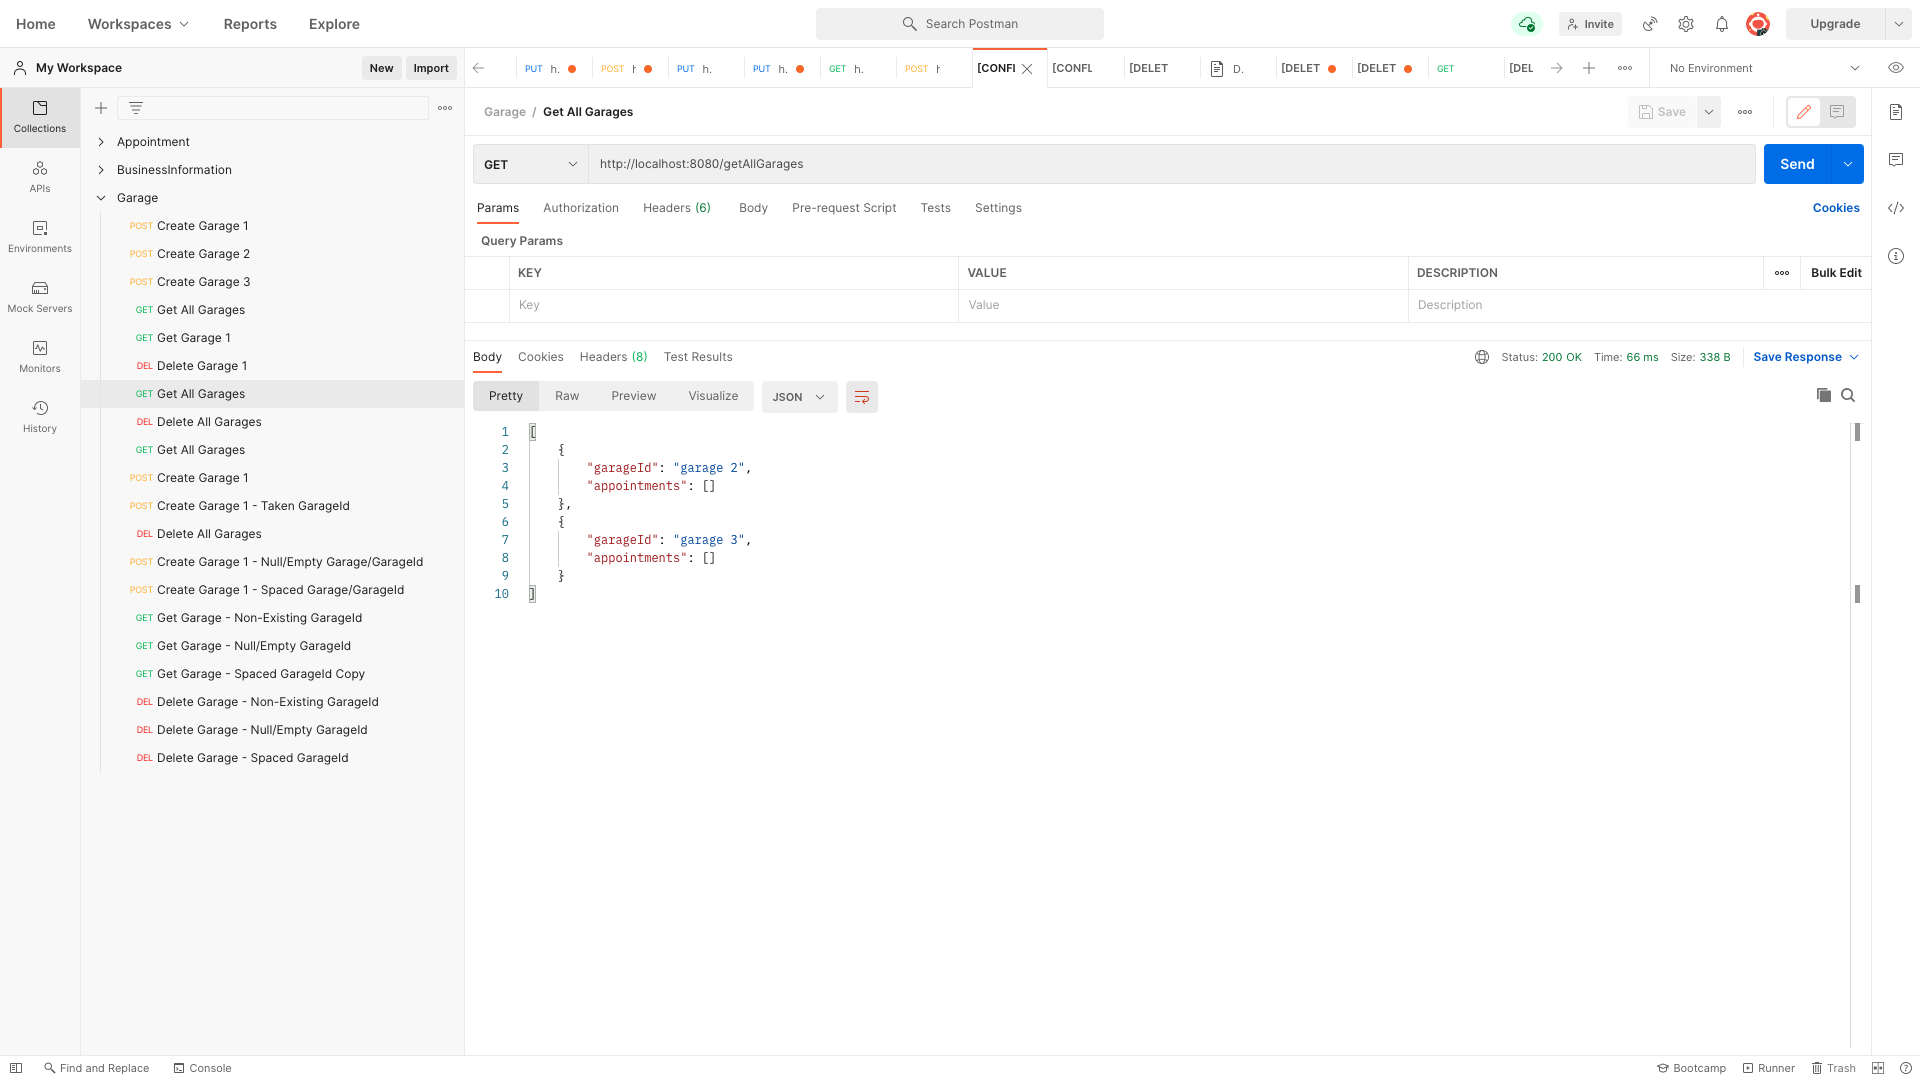 Home Workspaces Reports Explore Search Postman Invite Upgrade
My Workspace New Import PUT h. POST h PUT h. PUT h. GET h. POST h [CONFI [CONFL [DELET D. [DELET [DELET GET [DEL No Environment
Garage / Get All Garages Save
GET http://localhost:8080/getAllGarages Send
Params Authorization Headers (6) Body Pre-request Script Tests Settings Cookies
Query Params
KEY VALUE DESCRIPTION Bulk Edit
Key Value Description
Body Cookies Headers (8) Test Results Status: 200 OK Time: 66 ms Size: 338 B Save Response
Pretty Raw Preview Visualize JSON
1 [
2 {
3 "garageId": "garage 2",
4 "appointments": []
5 },
6 {
7 "garageId": "garage 3",
8 "appointments": []
9 }
10 ]
Collections
APIs
Environments
Mock Servers
Monitors
History
Appointment
BusinessInformation
Garage
POST Create Garage 1
POST Create Garage 2
POST Create Garage 3
GET Get All Garages
GET Get Garage 1
DEL Delete Garage 1
GET Get All Garages
DEL Delete All Garages
GET Get All Garages
POST Create Garage 1
POST Create Garage 1 - Taken GarageId
DEL Delete All Garages
POST Create Garage 1 - Null/Empty Garage/GarageId
POST Create Garage 1 - Spaced Garage/GarageId
GET Get Garage - Non-Existing GarageId
GET Get Garage - Null/Empty GarageId
GET Get Garage - Spaced GarageId Copy
DEL Delete Garage - Non-Existing GarageId
DEL Delete Garage - Null/Empty GarageId
DEL Delete Garage - Spaced GarageId
Find and Replace Console Bootcamp Runner Trash